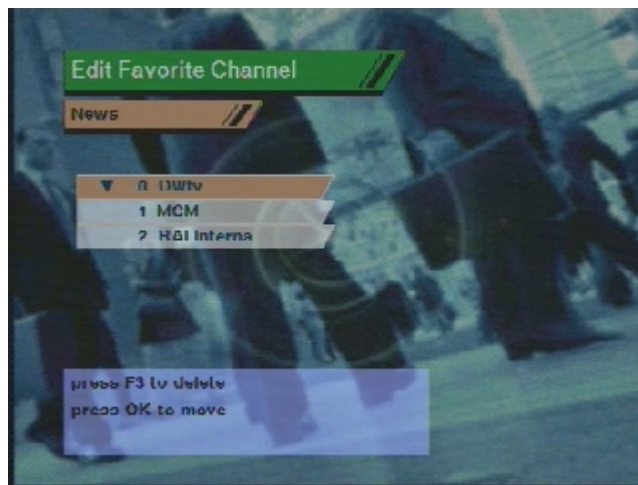 Edit Favorite Channel
News
0 DWtv
1 MCM
2 RAI Interna
press F3 to delete
press OK to move